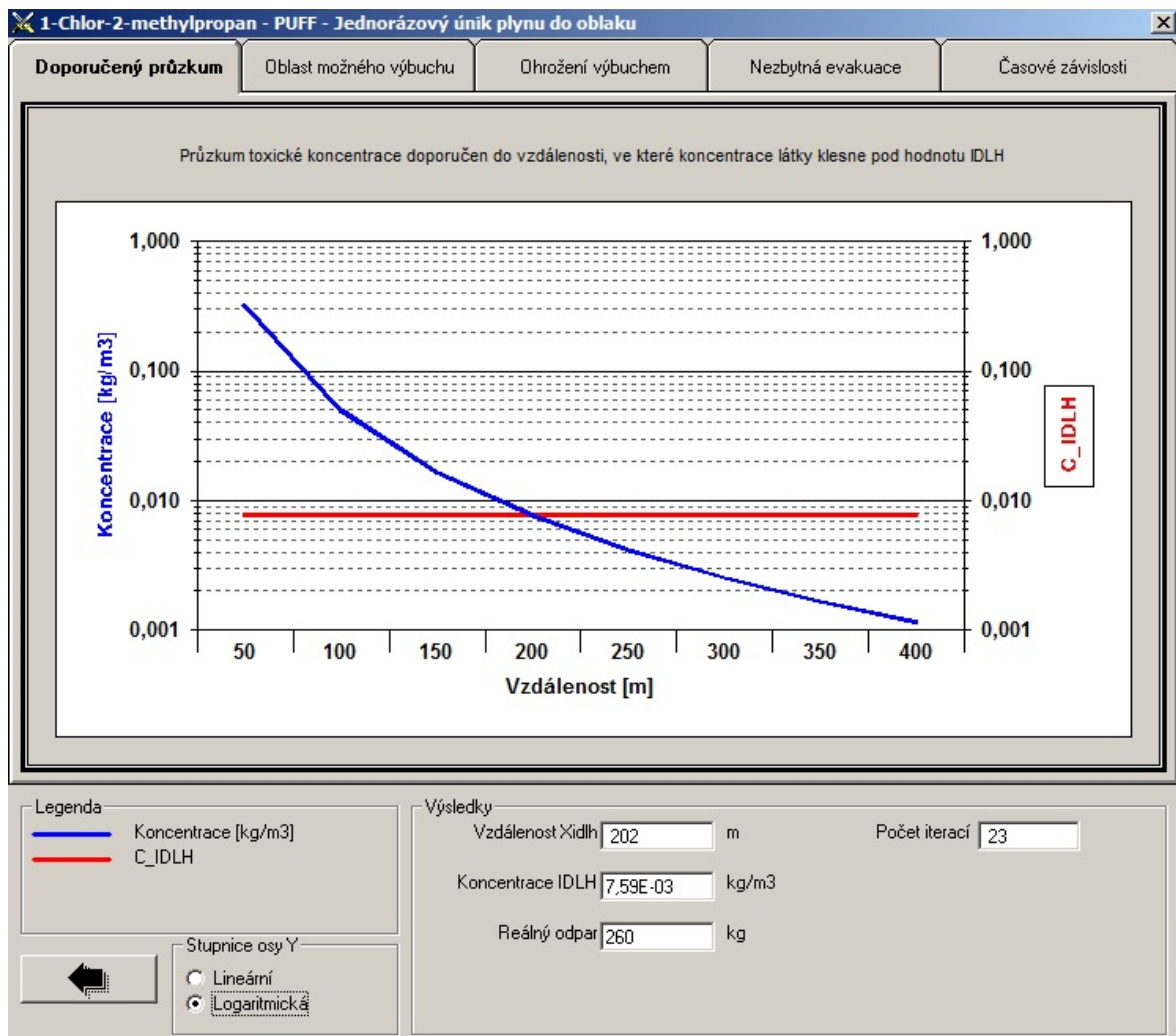 1-Chlor-2-methylpropan - PUFF - Jednorázový únik plynu do oblaku
Doporučený průzkum
Oblast možného výbuchu
Ohrožení výbuchem
Nezbytná evakuace
Časové závislosti
Průzkum toxické koncentrace doporučen do vzdálenosti, ve které koncentrace látky klesne pod hodnotu IDLH
1,000
0,100
0,010
0,001
Koncentrace [kg/m3]
1,000
0,100
0,010
0,001
C_IDLH
50 100 150 200 250 300 350 400
Vzdálenost [m]
Legenda
Koncentrace [kg/m3]
C_IDLH
Stupnice osy Y
Lineární
Logaritmická
Výsledky
Vzdálenost Xidlh 202 m
Počet iterací 23
Koncentrace IDLH 7,59E-03 kg/m3
Reálný odpar 260 kg